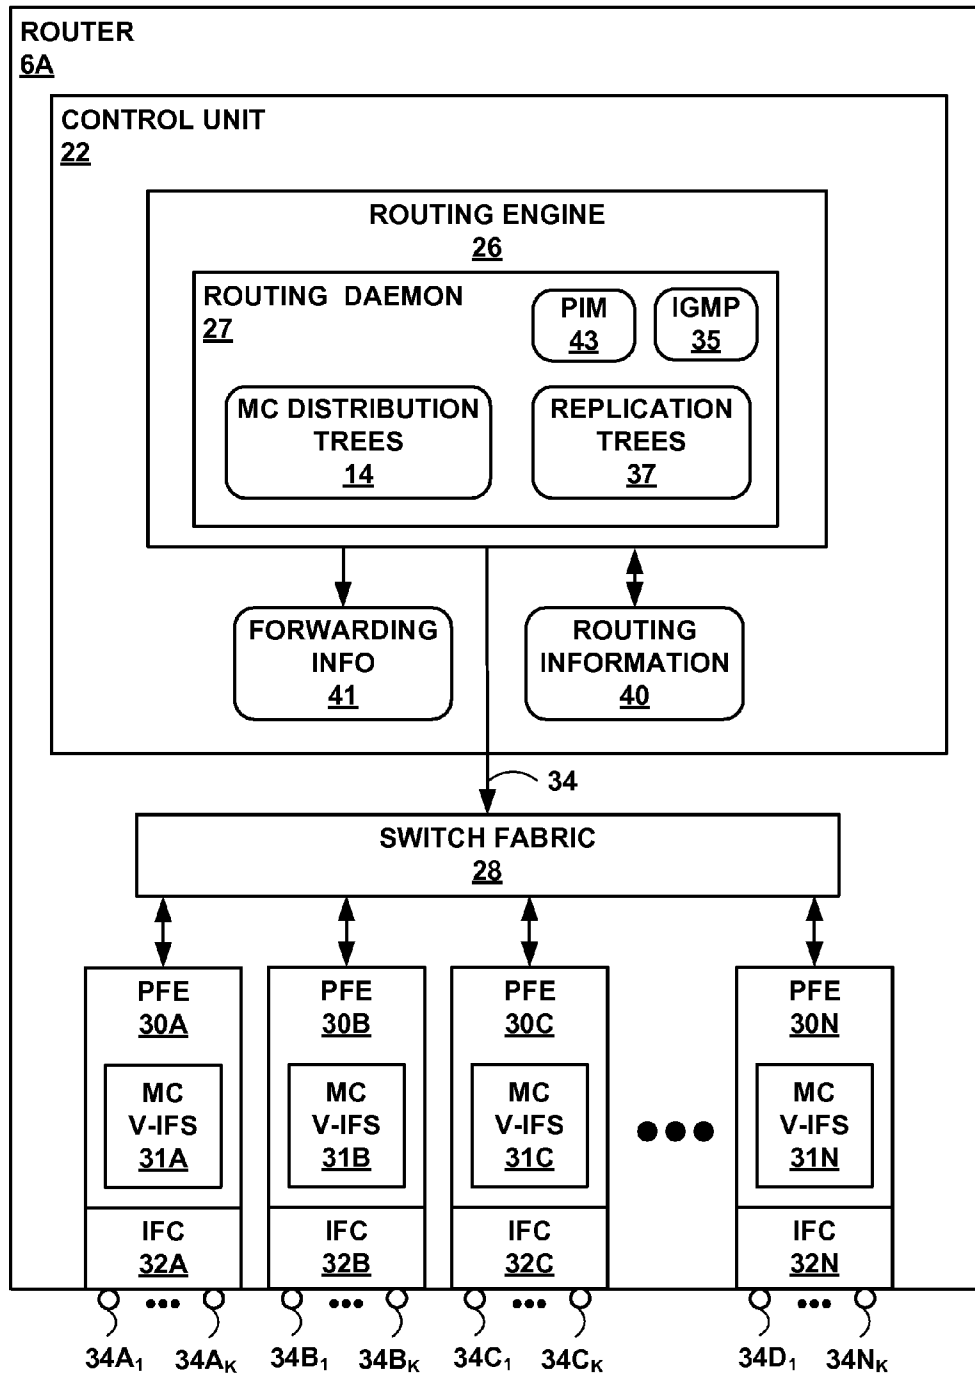 ROUTER
6A
CONTROL UNIT
22
ROUTING ENGINE
26
ROUTING DAEMON
27
PIM
43
IGMP
35
MC DISTRIBUTION
TREES
14
REPLICATION
TREES
37
FORWARDING
INFO
41
ROUTING
INFORMATION
40
34
SWITCH FABRIC
28
PFE
30A
MC
V-IFS
31A
IFC
32A
PFE
30B
MC
V-IFS
31B
IFC
32B
PFE
30C
MC
V-IFS
31C
IFC
32C
PFE
30N
MC
V-IFS
31N
IFC
32N
34A₁ 34Aₖ 34B₁ 34Bₖ 34C₁ 34Cₖ 34D₁ 34Nₖ